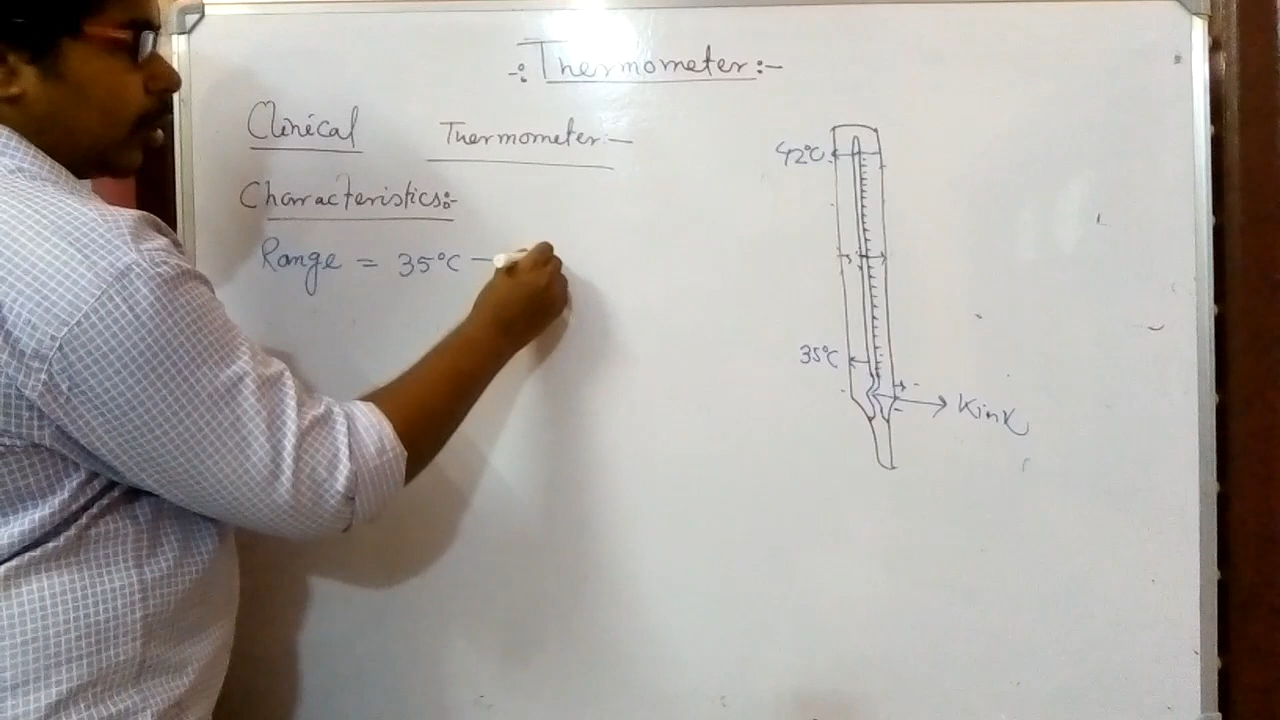 -: Thermometer :-
Clinical Thermometer :-
Characteristics :-
Range = 35°C —
42°C
35°C
Kink